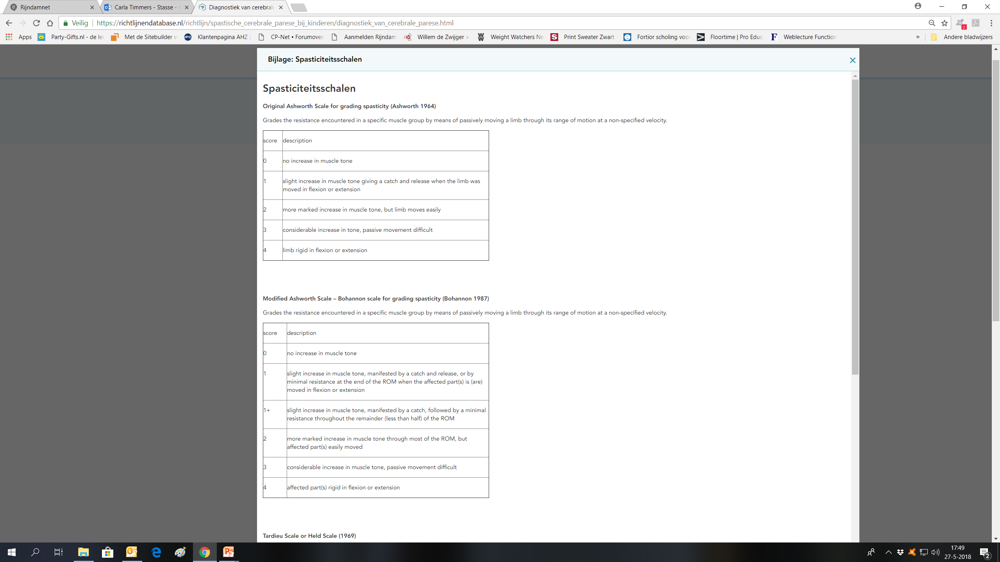 Rijndamnet
Carla Timmers - Stasse -
Diagnostiek van cerebrale
Veilig
https://richtlijnendatabase.nl/richtlijn/spastische_cerebrale_parese_bij_kinderen/diagnostiek_van_cerebrale_parese.html
2
Apps
Party-Gifts.nl - de leu
Met de Sitebuilder v
Klantenpagina AHZ |
CP-Net • Forumover
Aanmelden Rijndam
Willem de Zwijger >
Weight Watchers Ne
Print Sweater Zwart
Fortior scholing voor
Floortime | Pro Educ
Weblecture Function
»
Andere bladwijzers
Bijlage: Spasticiteitsschalen
Spasticiteitsschalen
Original Ashworth Scale for grading spasticity (Ashworth 1964)
Grades the resistance encountered in a specific muscle group by means of passively moving a limb through its range of motion at a non-specified velocity.
score description
0 no increase in muscle tone
1 slight increase in muscle tone giving a catch and release when the limb was
moved in flexion or extension
2 more marked increase in muscle tone, but limb moves easily
3 considerable increase in tone, passive movement difficult
4 limb rigid in flexion or extension
Modified Ashworth Scale – Bohannon scale for grading spasticity (Bohannon 1987)
Grades the resistance encountered in a specific muscle group by means of passively moving a limb through its range of motion at a non-specified velocity.
score description
0 no increase in muscle tone
1 slight increase in muscle tone, manifested by a catch and release, or by
minimal resistance at the end of the ROM when the affected part(s) is (are)
moved in flexion or extension
1+ slight increase in muscle tone, manifested by a catch, followed by a minimal
resistance throughout the remainder (less than half) of the ROM
2 more marked increase in muscle tone through most of the ROM, but
affected part(s) easily moved
3 considerable increase in muscle tone, passive movement difficult
4 affected part(s) rigid in flexion or extension
Tardieu Scale or Held Scale (1969)
17:49
27-5-2018
2